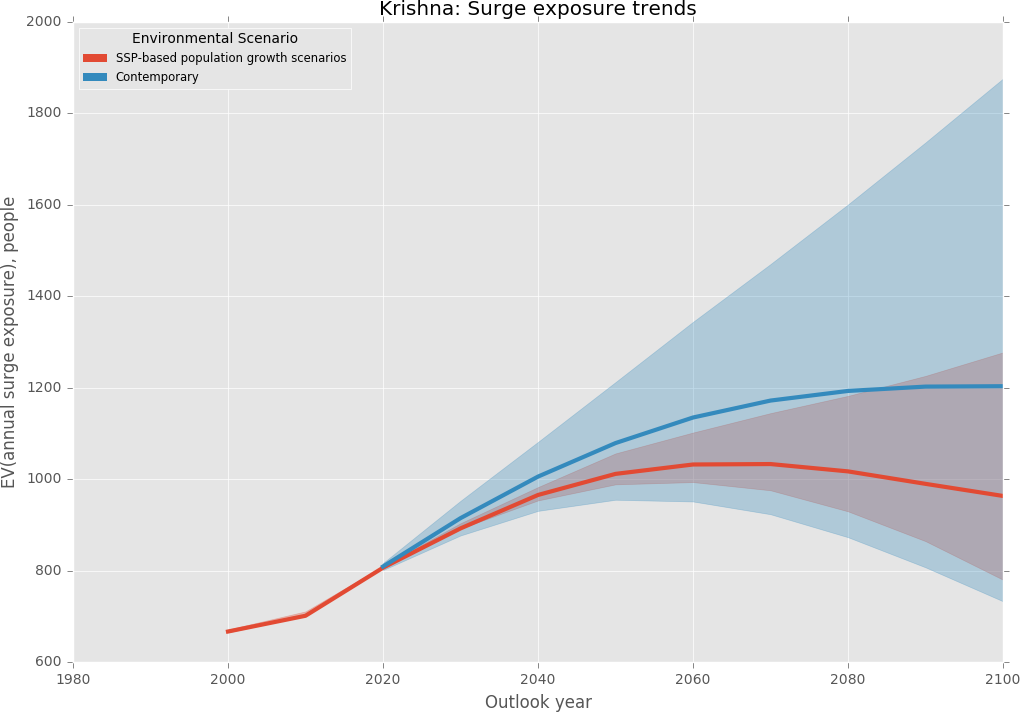 Krishna: Surge exposure trends
Environmental Scenario
SSP-based population growth scenarios
Contemporary
EV(annual surge exposure), people
2000
1800
1600
1400
1200
1000
800
600
1980 2000 2020 2040 2060 2080 2100
Outlook year